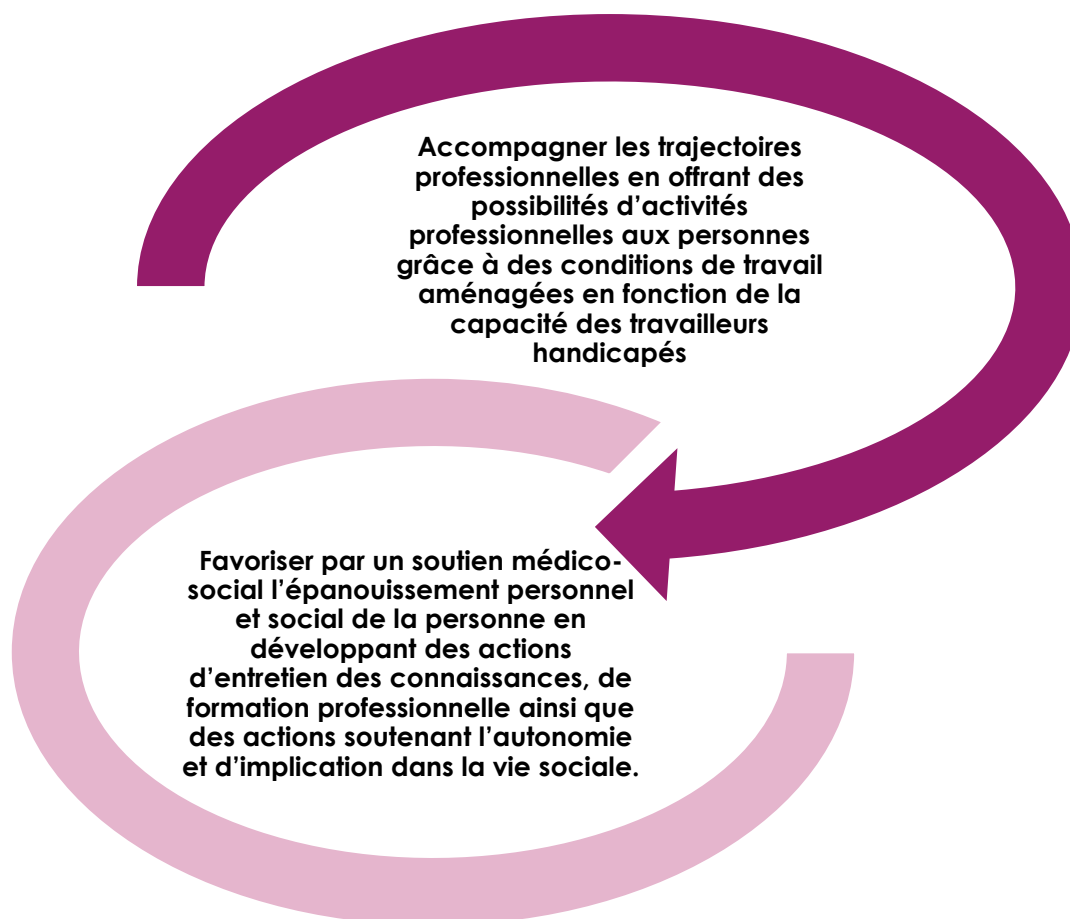 Accompagner les trajectoires
professionnelles en offrant des
possibilités d’activités
professionnelles aux personnes
grâce à des conditions de travail
aménagées en fonction de la
capacité des travailleurs
handicapés
Favoriser par un soutien médico-
social l’épanouissement personnel
et social de la personne en
développant des actions
d’entretien des connaissances, de
formation professionnelle ainsi que
des actions soutenant l’autonomie
et d’implication dans la vie sociale.